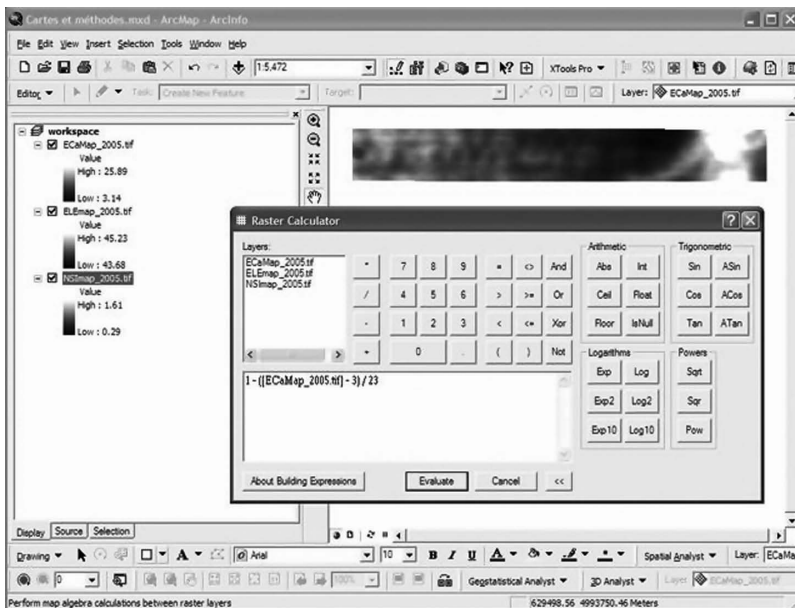 Cartes et méthodes.mxd - ArcMap - ArcInfo
File Edit View Insert Selection Tools Window Help
1:5.472
XTools Pro
Editor Task: Create New Feature Target: Layer: ECaMap_2005.tif
workspace
ECaMap_2005.tif
Value
High : 25.89
Low : 3.14
ELEmap_2005.tif
Value
High : 45.23
Low : 43.68
NSImap_2005.tif
Value
High : 1.61
Low : 0.29
Raster Calculator
Layers:
ECaMap_2005.tif
ELEmap_2005.tif
NSImap_2005.tif
* 7 8 9 = <> And
/ 4 5 6 > >= Or
- 1 2 3 < <= Xor
+ 0 . ( ) Not
Arithmetic
Abs Int
Ceil Float
Floor IsNull
Trigonometric
Sin ASin
Cos ACos
Tan ATan
Logarithms
Exp Log
Exp2 Log2
Exp10 Log10
Powers
Sqrt
Sqr
Pow
1 - ([ECaMap_2005.tif] - 3) / 23
About Building Expressions Evaluate Cancel <<
Display Source Selection
Drawing A Arial 10 B I U A Spatial Analyst Layer: ECaMa
0 100% Geostatistical Analyst 3D Analyst Layer: ECaMap_2005.tif
Perform map algebra calculations between raster layers 629498.56 4993750.46 Meters